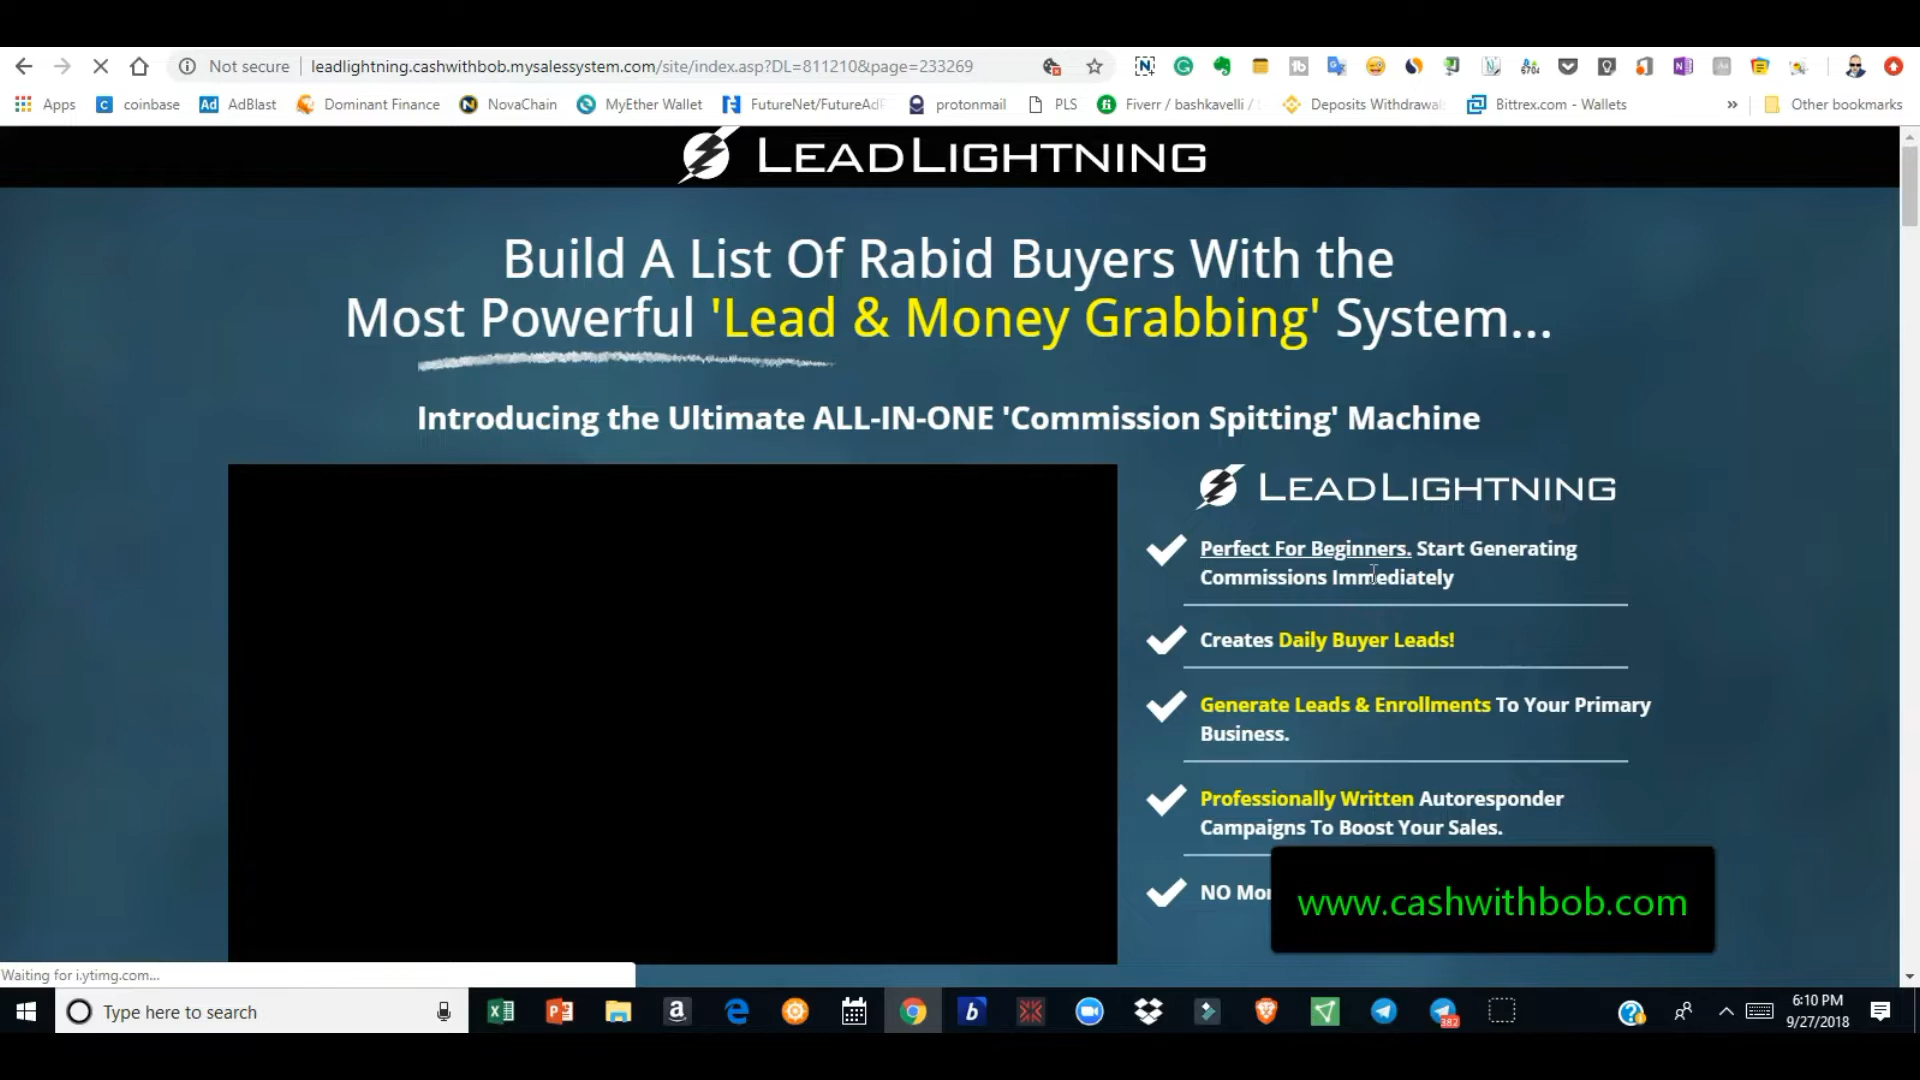 Not secure
leadlightning.cashwithbob.mysalessystem.com/site/index.asp?DL=811210&page=233269
Apps
coinbase
AdBlast
Dominant Finance
NovaChain
MyEther Wallet
FutureNet/FutureAd
protonmail
PLS
Fiverr / bashkavelli /
Deposits Withdrawal
Bittrex.com - Wallets
»
Other bookmarks
LEADLIGHTNING
Build A List Of Rabid Buyers With the
Most Powerful 'Lead & Money Grabbing' System...
Introducing the Ultimate ALL-IN-ONE 'Commission Spitting' Machine
LEADLIGHTNING
Perfect For Beginners. Start Generating
Commissions Immediately
Creates Daily Buyer Leads!
Generate Leads & Enrollments To Your Primary
Business.
Professionally Written Autoresponder
Campaigns To Boost Your Sales.
NO Mo
www.cashwithbob.com
Waiting for i.ytimg.com...
Type here to search
382
6:10 PM
9/27/2018